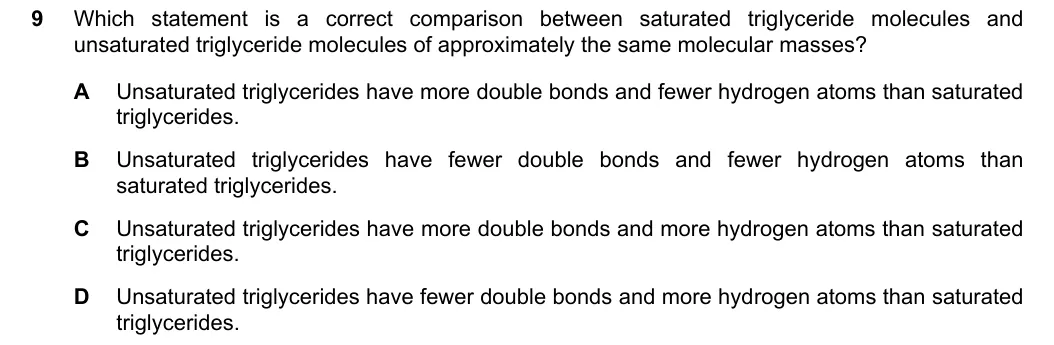 9 Which statement is a correct comparison between saturated triglyceride molecules and
unsaturated triglyceride molecules of approximately the same molecular masses?
A Unsaturated triglycerides have more double bonds and fewer hydrogen atoms than saturated
triglycerides.
B Unsaturated triglycerides have fewer double bonds and fewer hydrogen atoms than
saturated triglycerides.
C Unsaturated triglycerides have more double bonds and more hydrogen atoms than saturated
triglycerides.
D Unsaturated triglycerides have fewer double bonds and more hydrogen atoms than saturated
triglycerides.